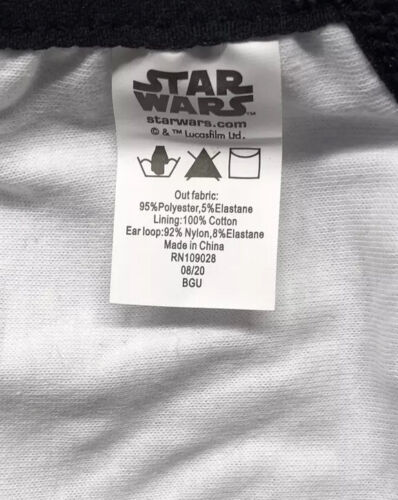 STAR
WARS™
starwars.com
© & ™ Lucasfilm Ltd.
Out fabric:
95%Polyester,5%Elastane
Lining:100% Cotton
Ear loop:92% Nylon,8%Elastane
Made in China
RN109028
08/20
BGU